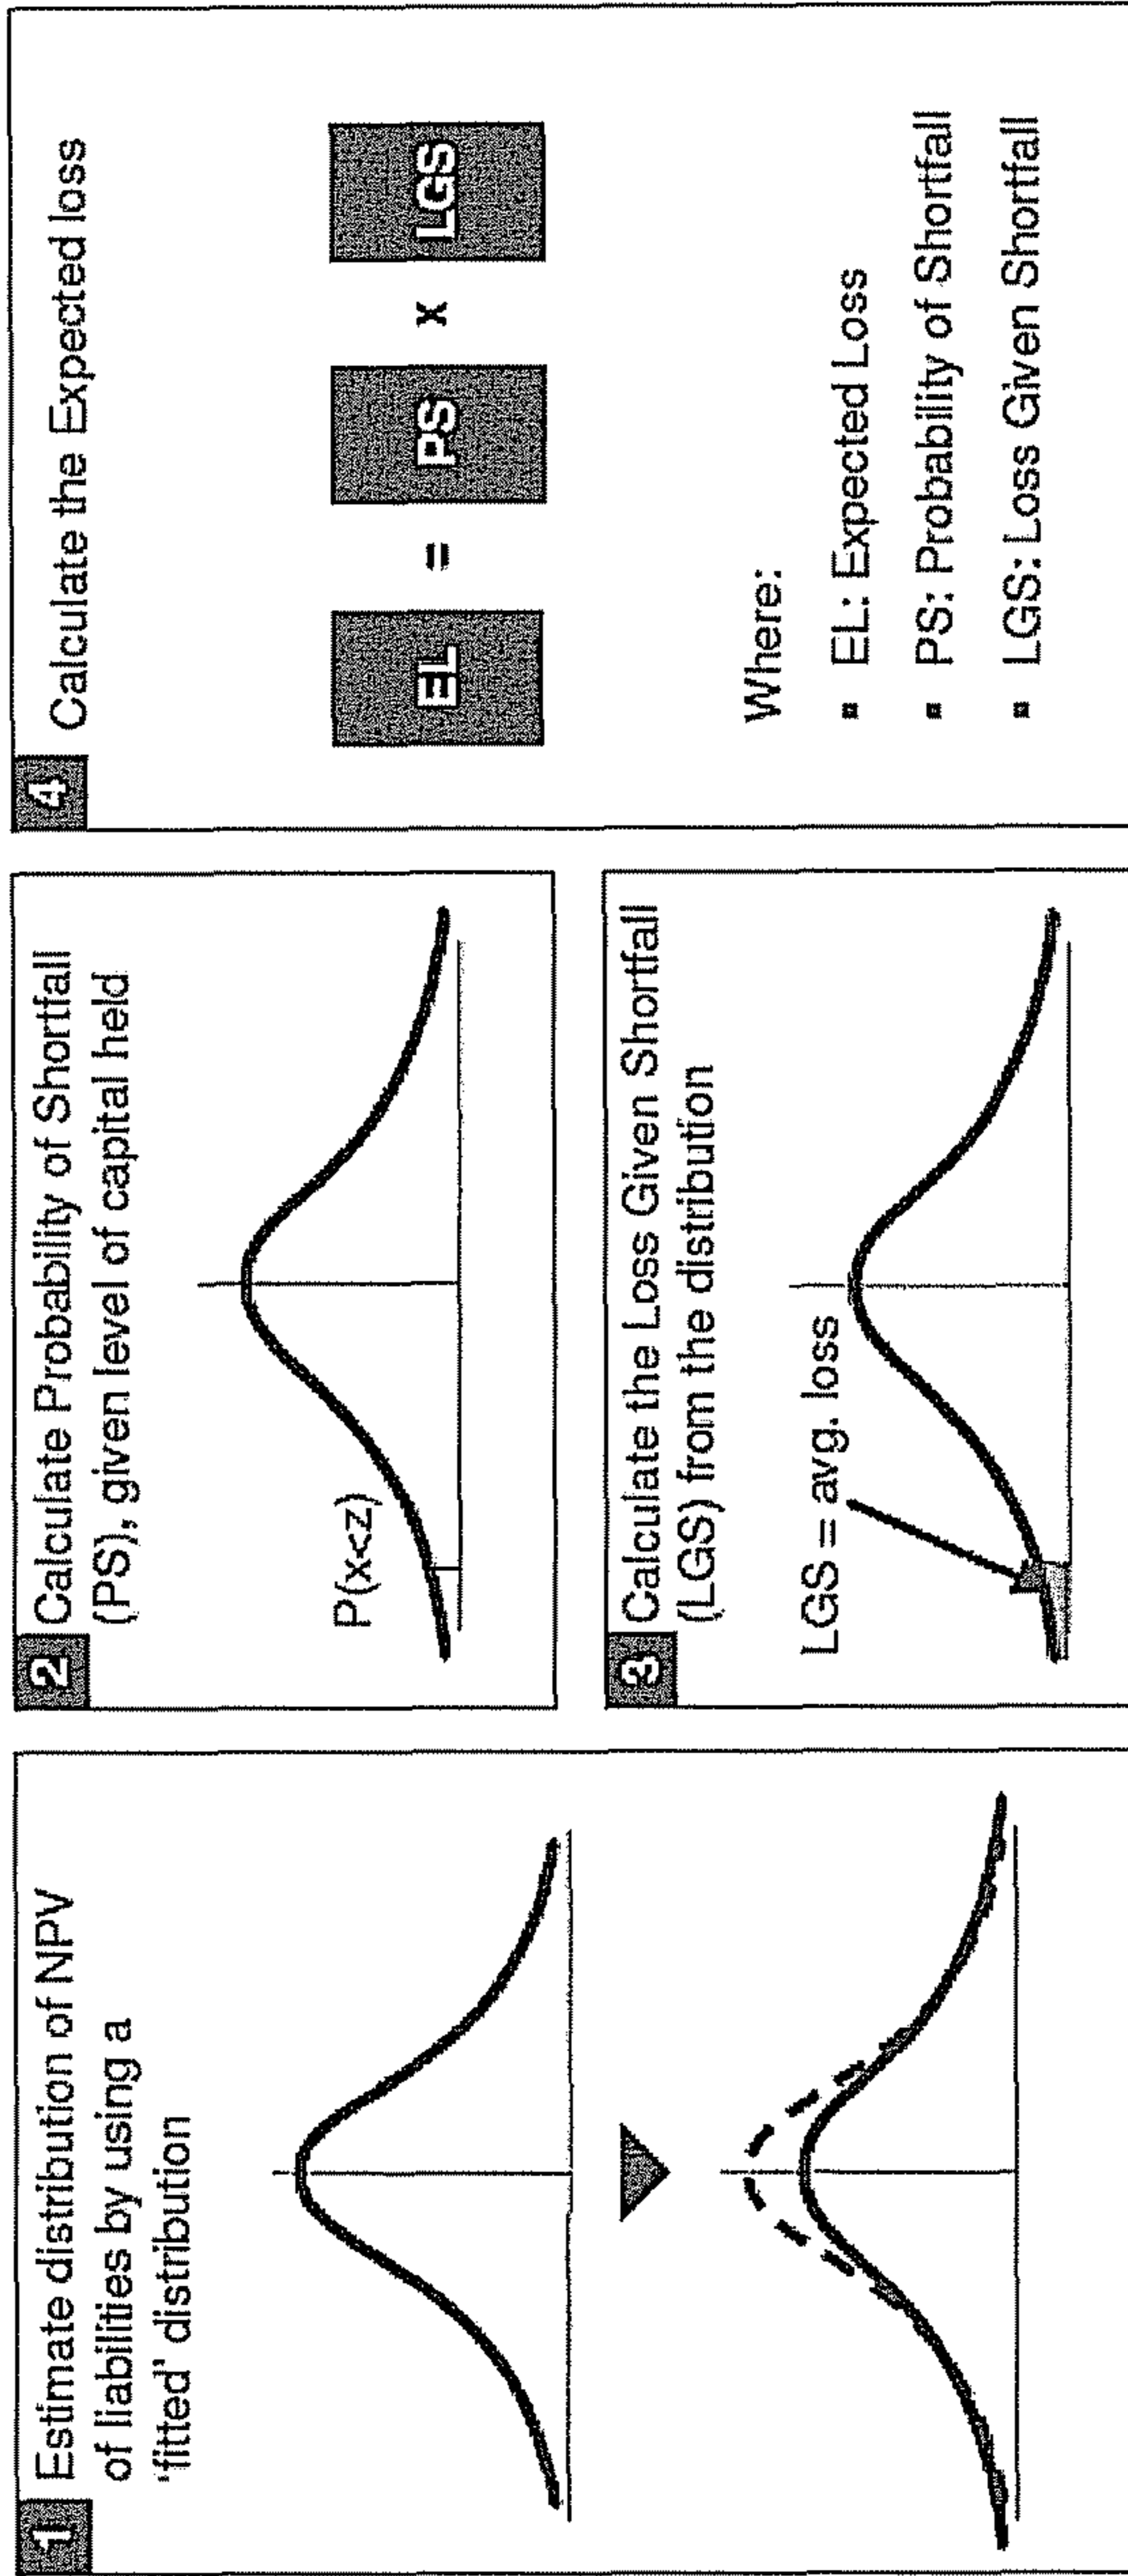 1
Estimate distribution of NPV
of liabilities by using a
'fitted' distribution
2
Calculate Probability of Shortfall
(PS), given level of capital held
P(x<z)
3
Calculate the Loss Given Shortfall
(LGS) from the distribution
LGS = avg. loss
4
Calculate the Expected loss
EL = PS x LGS
Where:
▪ EL: Expected Loss
▪ PS: Probability of Shortfall
▪ LGS: Loss Given Shortfall